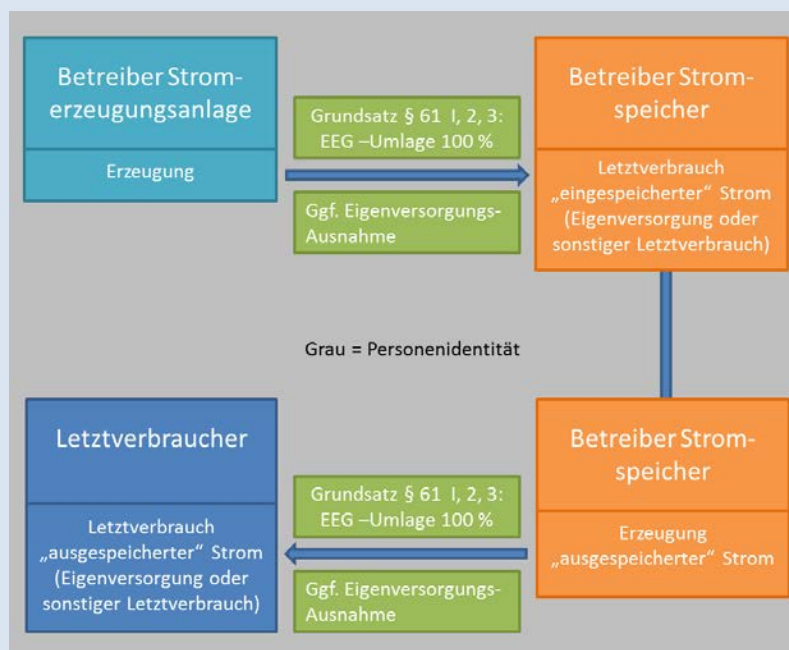 Betreiber Strom-
erzeugungsanlage
Erzeugung
Grundsatz § 61 I, 2, 3:
EEG –Umlage 100 %
Ggf. Eigenversorgungs-
Ausnahme
Betreiber Strom-
speicher
Letztverbrauch
„eingespeicherter“ Strom
(Eigenversorgung oder
sonstiger Letztverbrauch)
Grau = Personenidentität
Letztverbraucher
Letztverbrauch
„ausgespeicherter“ Strom
(Eigenversorgung oder
sonstiger Letztverbrauch)
Grundsatz § 61 I, 2, 3:
EEG –Umlage 100 %
Ggf. Eigenversorgungs-
Ausnahme
Betreiber Strom-
speicher
Erzeugung
„ausgespeicherter“ Strom